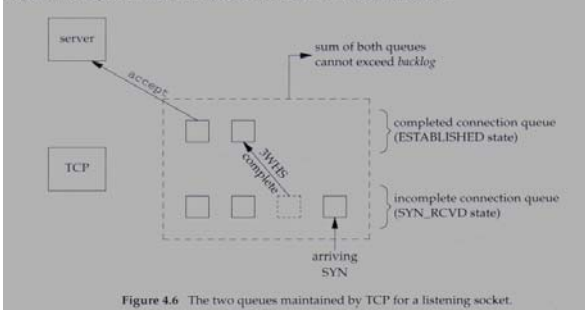 server
sum of both queues
cannot exceed backlog
accept
completed connection queue
(ESTABLISHED state)
TCP
3WHS
complete
incomplete connection queue
(SYN_RCVD state)
arriving
SYN
Figure 4.6 The two queues maintained by TCP for a listening socket.